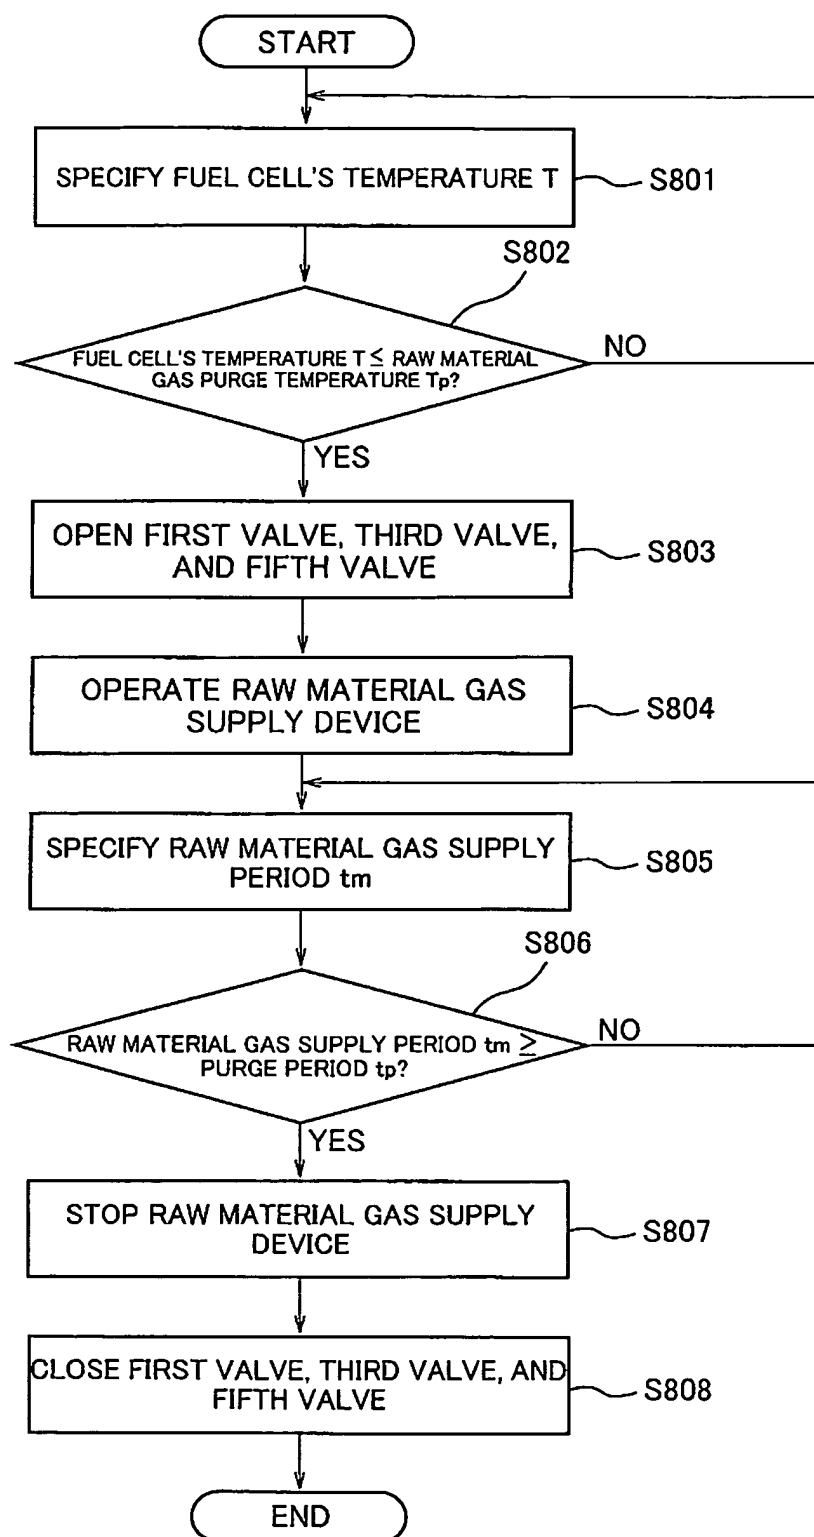 START
SPECIFY FUEL CELL'S TEMPERATURE T
S801
S802
FUEL CELL'S TEMPERATURE T ≤ RAW MATERIAL
GAS PURGE TEMPERATURE Tp?
NO
YES
OPEN FIRST VALVE, THIRD VALVE,
AND FIFTH VALVE
S803
OPERATE RAW MATERIAL GAS
SUPPLY DEVICE
S804
SPECIFY RAW MATERIAL GAS SUPPLY
PERIOD tm
S805
S806
RAW MATERIAL GAS SUPPLY PERIOD tm ≥
PURGE PERIOD tp?
NO
YES
STOP RAW MATERIAL GAS SUPPLY
DEVICE
S807
CLOSE FIRST VALVE, THIRD VALVE, AND
FIFTH VALVE
S808
END